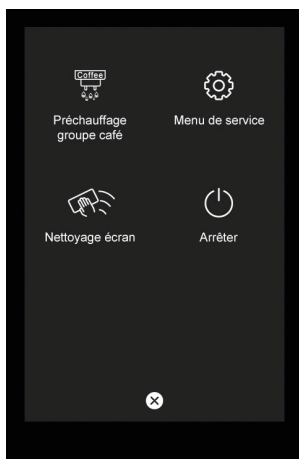 Coffee
Préchauffage
groupe café
Menu de service
Nettoyage écran
Arrêter